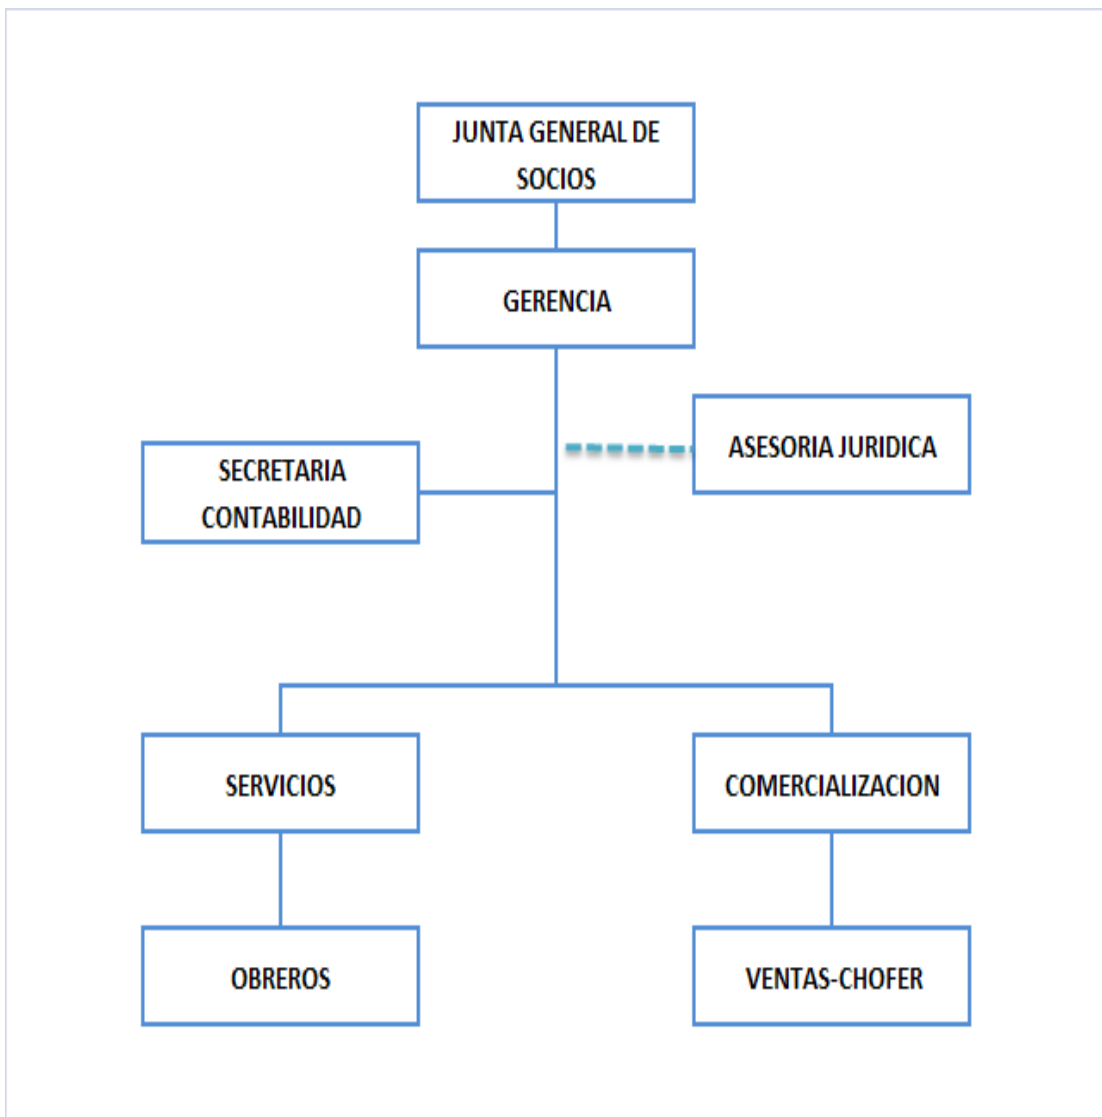 JUNTA GENERAL DE
SOCIOS
GERENCIA
ASESORIA JURIDICA
SECRETARIA
CONTABILIDAD
SERVICIOS
COMERCIALIZACION
OBREROS
VENTAS-CHOFER